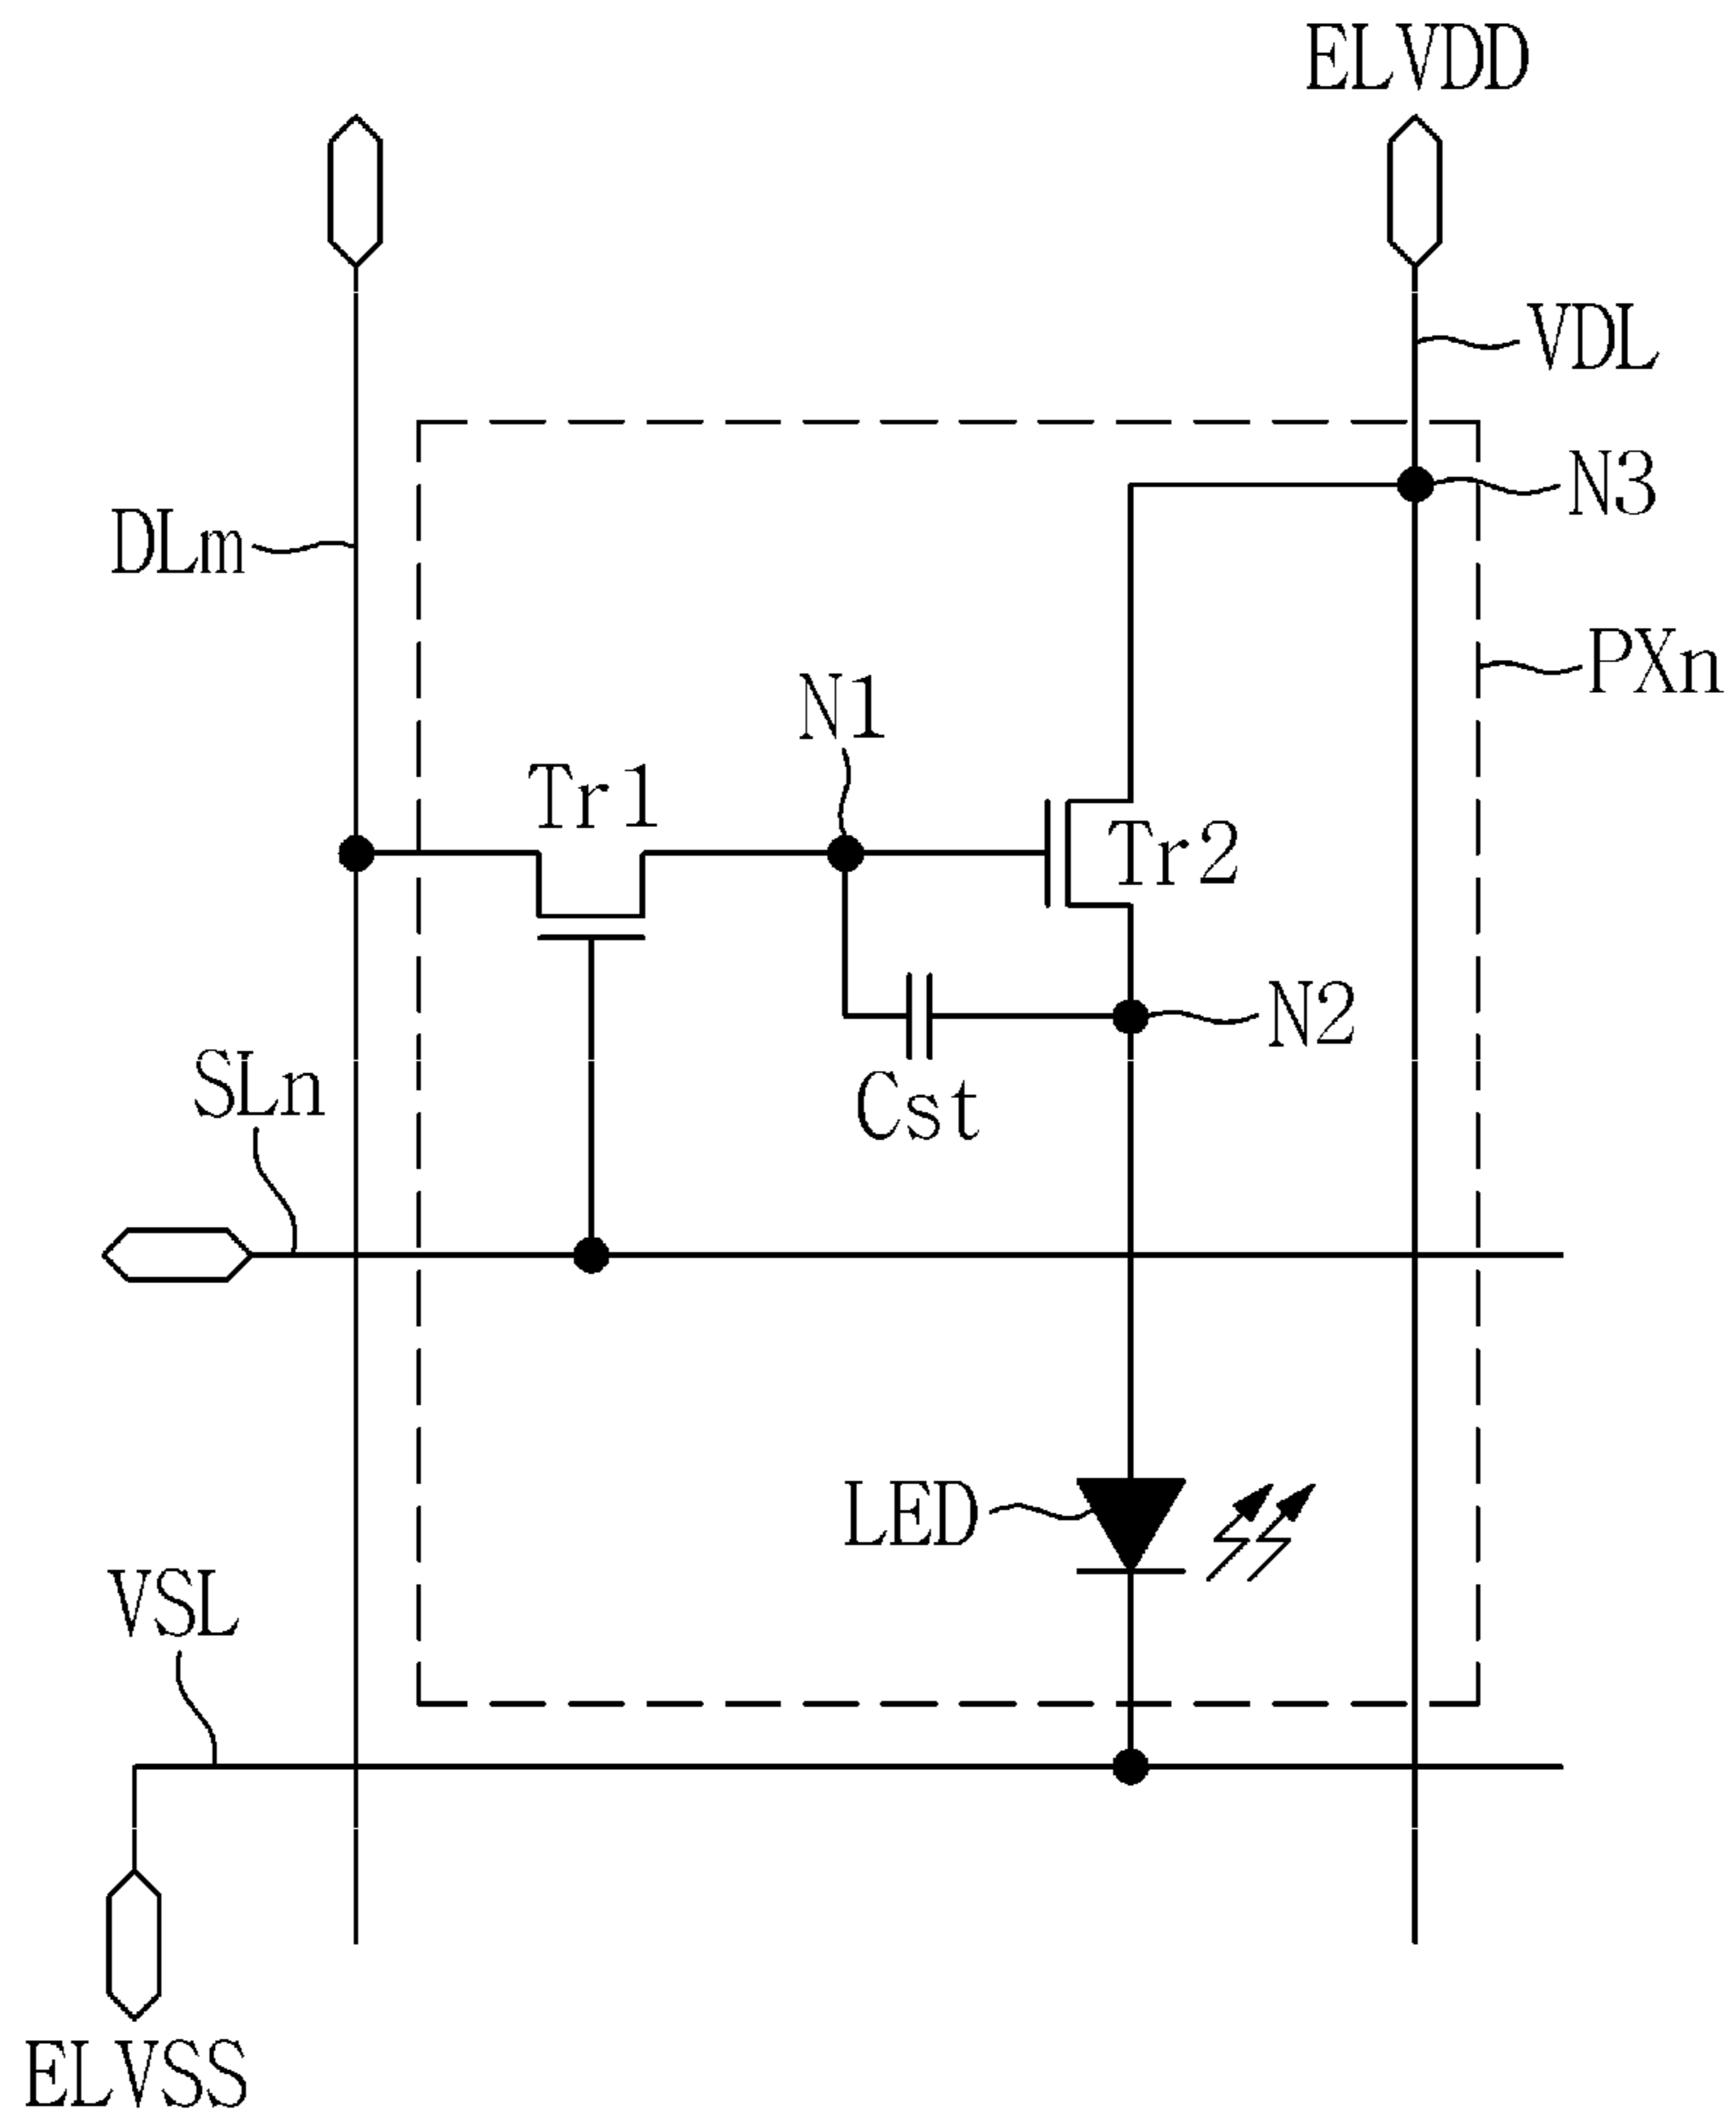 ELVDD
VDL
N3
DLm
PXn
N1
Tr1
Tr2
N2
SLn
Cst
LED
VSL
ELVSS